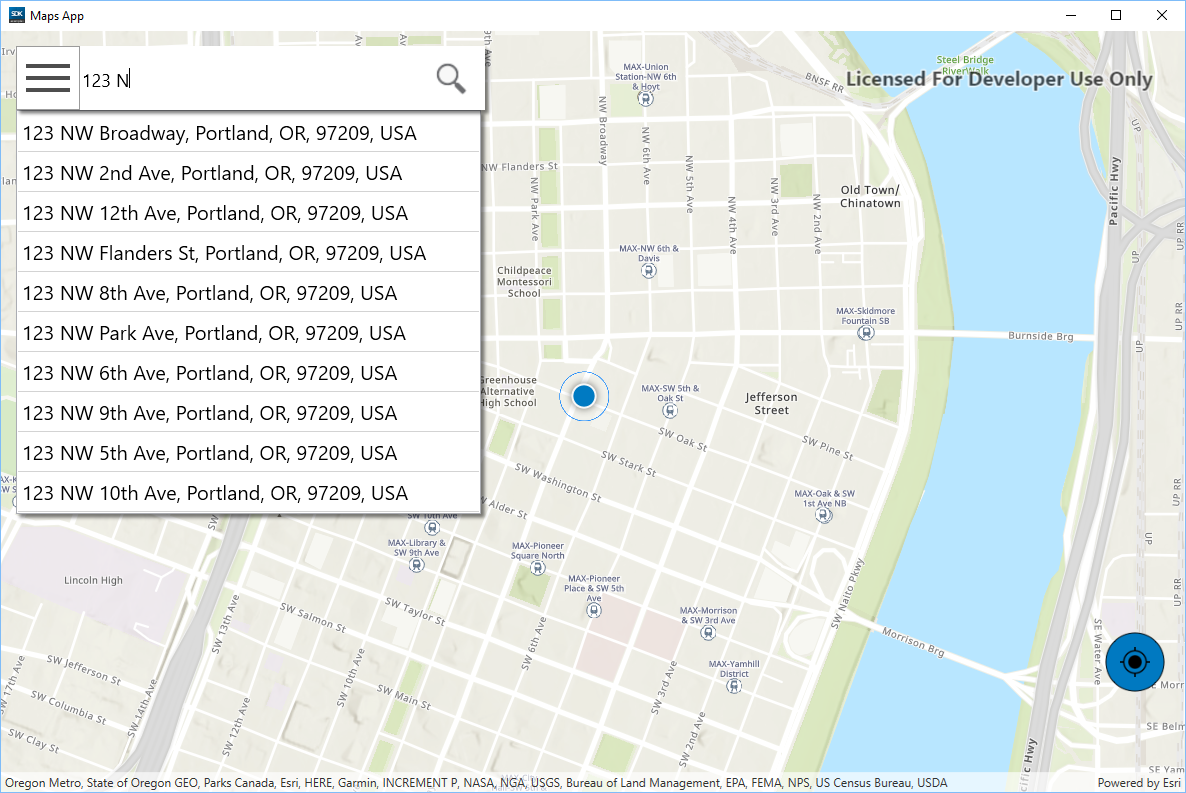 SDK
Maps App
123 N
123 NW Broadway, Portland, OR, 97209, USA
123 NW 2nd Ave, Portland, OR, 97209, USA
123 NW 12th Ave, Portland, OR, 97209, USA
123 NW Flanders St, Portland, OR, 97209, USA
123 NW 8th Ave, Portland, OR, 97209, USA
123 NW Park Ave, Portland, OR, 97209, USA
123 NW 6th Ave, Portland, OR, 97209, USA
123 NW 9th Ave, Portland, OR, 97209, USA
123 NW 5th Ave, Portland, OR, 97209, USA
123 NW 10th Ave, Portland, OR, 97209, USA
Licensed For Developer Use Only
Steel Bridge
RiverWalk
MAX-Union
Station-NW 6th
& Hoyt
BNSF RR
NW Broadway
NW 6th Ave
NW 5th Ave
NW 4th Ave
NW 3rd Ave
NW 2nd Ave
NW Flanders St
NW Park Ave
Old Town/
Chinatown
Pacific Hwy
UP
UP RR
MAX-NW 6th &
Davis
Childpeace
Montessori
School
UP
UP RR
MAX-Skidmore
Fountain SB
Burnside Brg
UP
Greenhouse
Alternative
High School
MAX-SW 5th &
Oak St
Jefferson
Street
SW Oak St
SW Pine St
SW Stark St
SW Washington St
SW Alder St
MAX-Oak & SW
1st Ave NB
UP RR
SW 10th Ave
MAX-Library &
SW 9th Ave
MAX-Pioneer
Square North
UP
Lincoln High
MAX-Pioneer
Place & SW 5th
Ave
SW Naito Pkwy
UP RR
SW Salmon St
SW Taylor St
MAX-Morrison
& SW 3rd Ave
SW 13th Ave
SW 6th Ave
Morrison Brg
SE Water Ave
MAX-Yamhill
District
SW Jefferson St
SW 17th Ave
SW 14th Ave
SW 10th Ave
SW Main St
SW 3rd Ave
SW Columbia St
SW 12th Ave
SW 2nd Ave
SW Clay St
SE Belm
Oregon Metro, State of Oregon GEO, Parks Canada, Esri, HERE, Garmin, INCREMENT P, NASA, NGA, USGS, Bureau of Land Management, EPA, FEMA, NPS, US Census Bureau, USDA
Powered by Esri